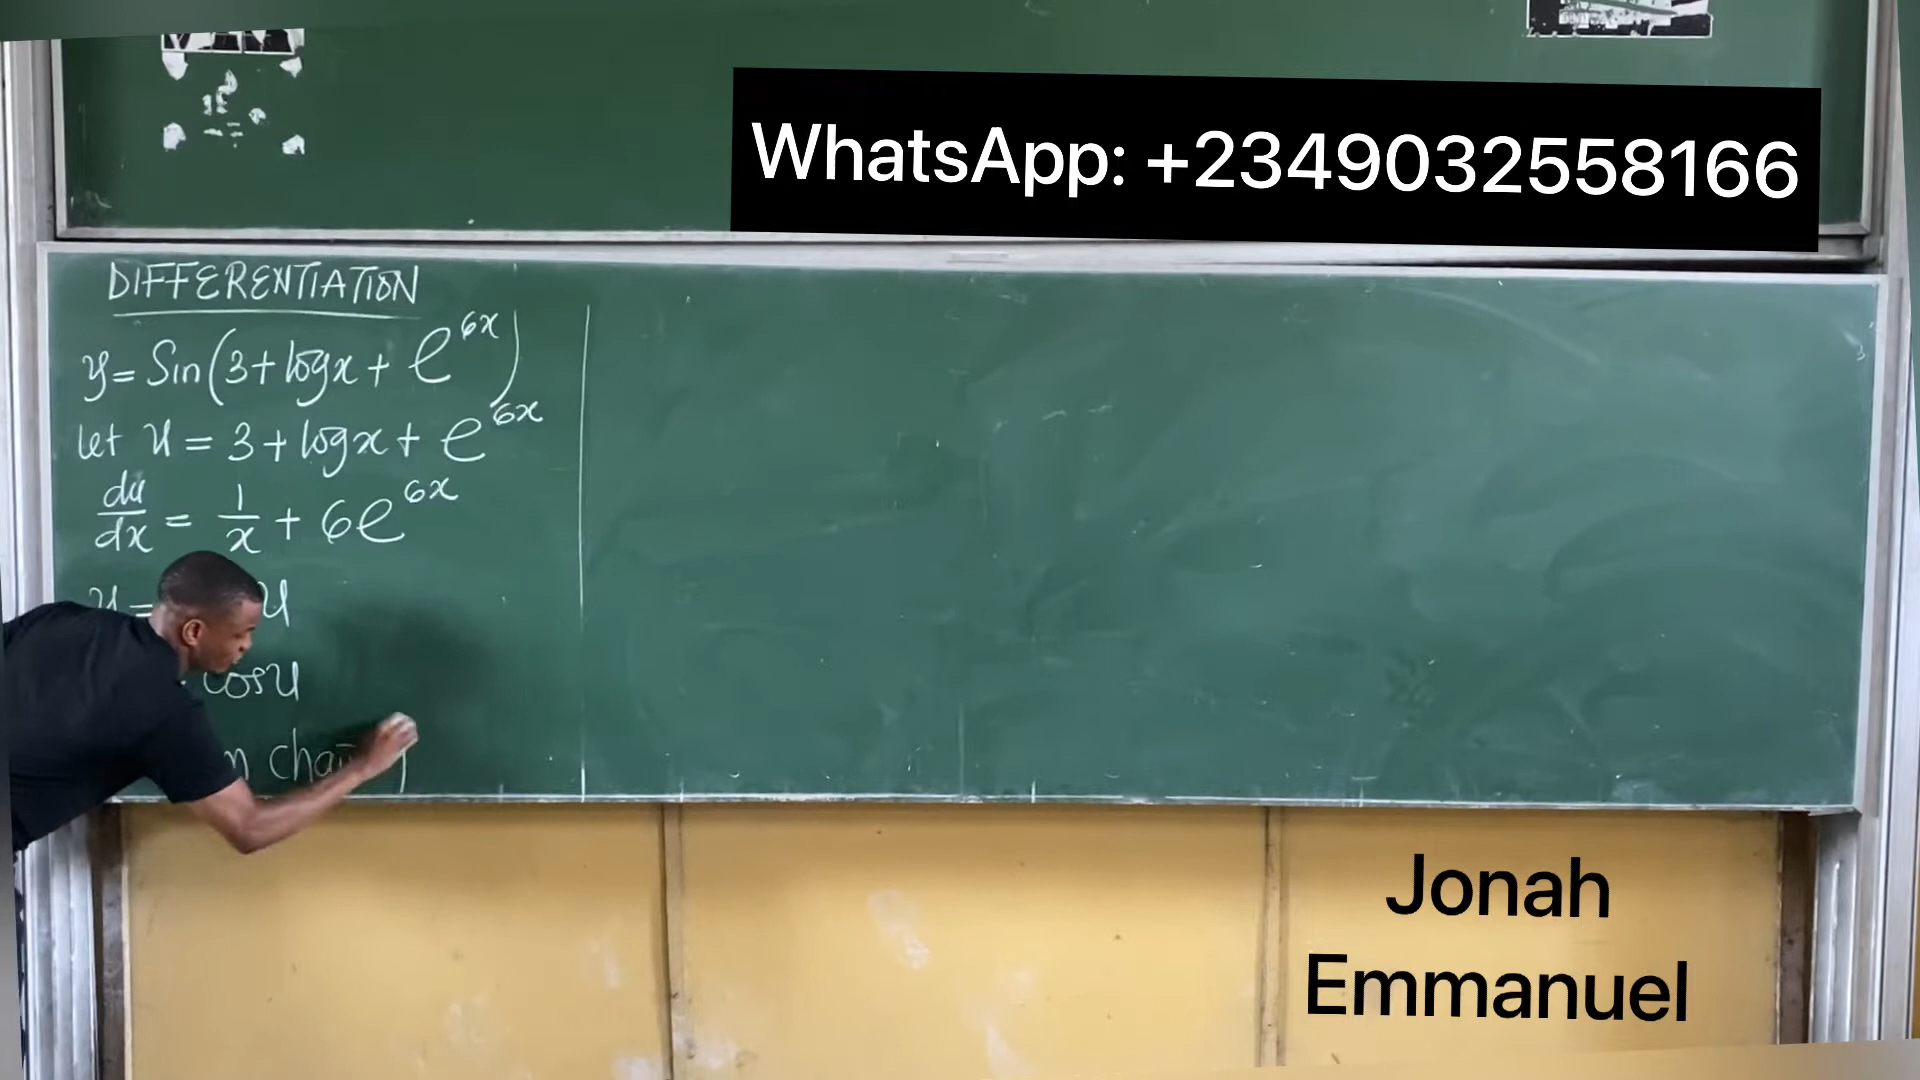 WhatsApp: +2349032558166
DIFFERENTIATION
y = Sin(3 + logx + e^6x)
let u = 3 + logx + e^6x
du/dx = 1/x + 6e^6x
y = u
cosu
Jonah
Emmanuel